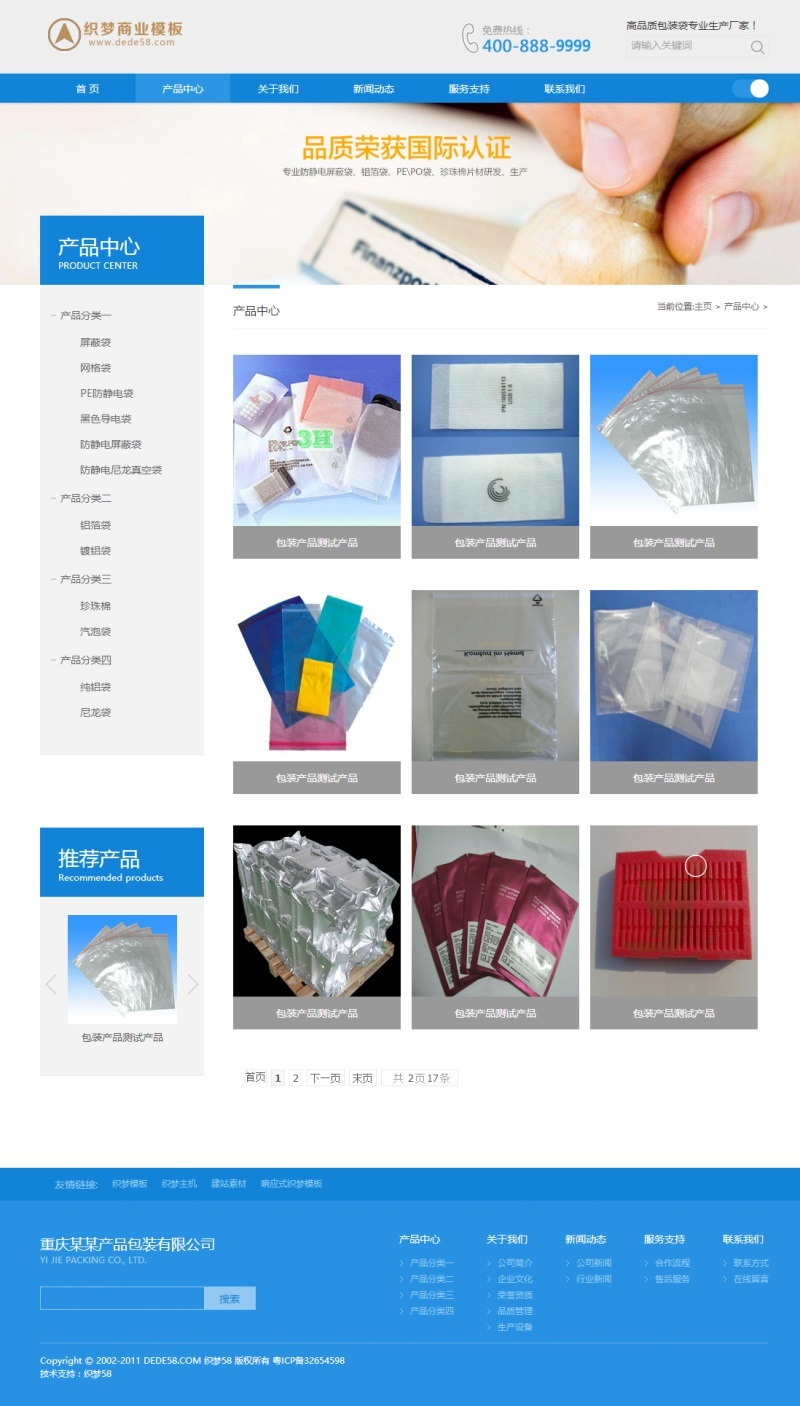 织梦商业模板
www.dede58.com
免费热线：
400-888-9999
高品质包装袋专业生产厂家！
请输入关键词
首 页
产品中心
关于我们
新闻动态
服务支持
联系我们
品质荣获国际认证
专业防静电屏蔽袋、铝箔袋、PE\PO袋、珍珠棉片材研发、生产
Finanzpo
产品中心
PRODUCT CENTER
产品分类一
屏蔽袋
网格袋
PE防静电袋
黑色导电袋
防静电屏蔽袋
防静电尼龙真空袋
产品分类二
铝箔袋
镀铝袋
产品分类三
珍珠棉
汽泡袋
产品分类四
纯铝袋
尼龙袋
产品中心
当前位置:主页 > 产品中心 >
3H
包装产品测试产品
PN:100034113
USB 1.5
包装产品测试产品
包装产品测试产品
包装产品测试产品
Komfort im Hemd
包装产品测试产品
包装产品测试产品
包装产品测试产品
包装产品测试产品
包装产品测试产品
推荐产品
Recommended products
包装产品测试产品
首页 1 2 下一页 末页 共 2页17条
友情链接: 织梦模板 织梦主机 建站素材 响应式织梦模板
重庆某某产品包装有限公司
YI JIE PACKING CO., LTD.
搜索
产品中心
产品分类一
产品分类二
产品分类三
产品分类四
关于我们
公司简介
企业文化
荣誉资质
品质管理
生产设备
新闻动态
公司新闻
行业新闻
服务支持
合作流程
售后服务
联系我们
联系方式
在线留言
Copyright © 2002-2011 DEDE58.COM 织梦58 版权所有 粤ICP备32654598
技术支持：织梦58